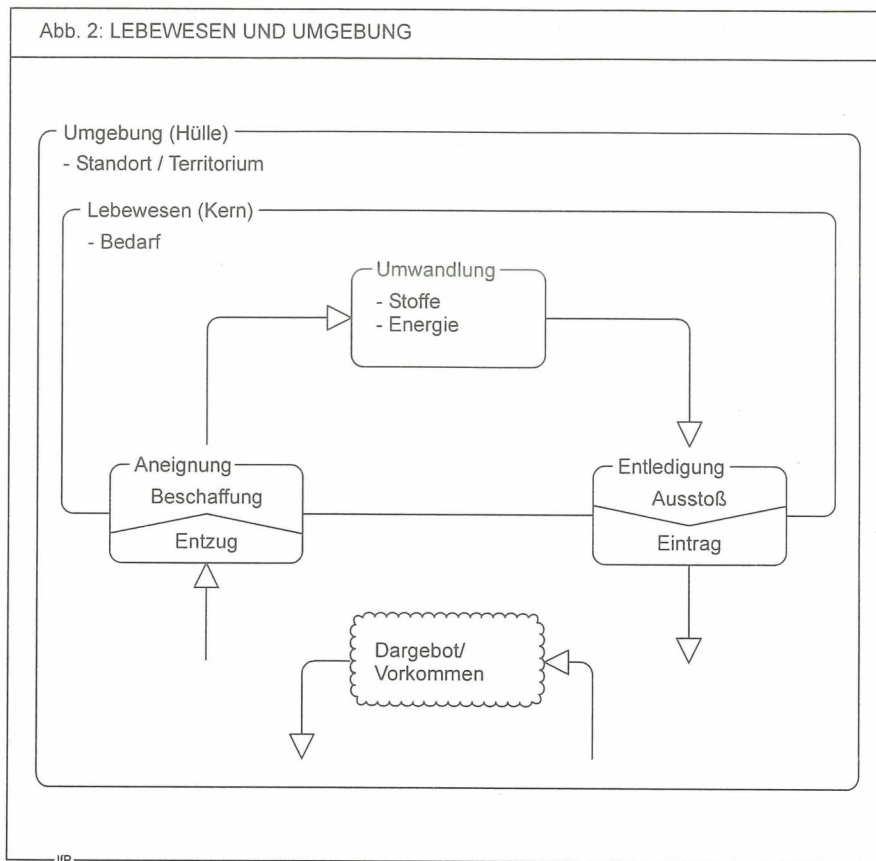 Abb. 2: LEBEWESEN UND UMGEBUNG
Umgebung (Hülle)
- Standort / Territorium
Lebewesen (Kern)
- Bedarf
Umwandlung
- Stoffe
- Energie
Aneignung
Beschaffung
Entzug
Entledigung
Ausstoß
Eintrag
Dargebot/
Vorkommen
IfP